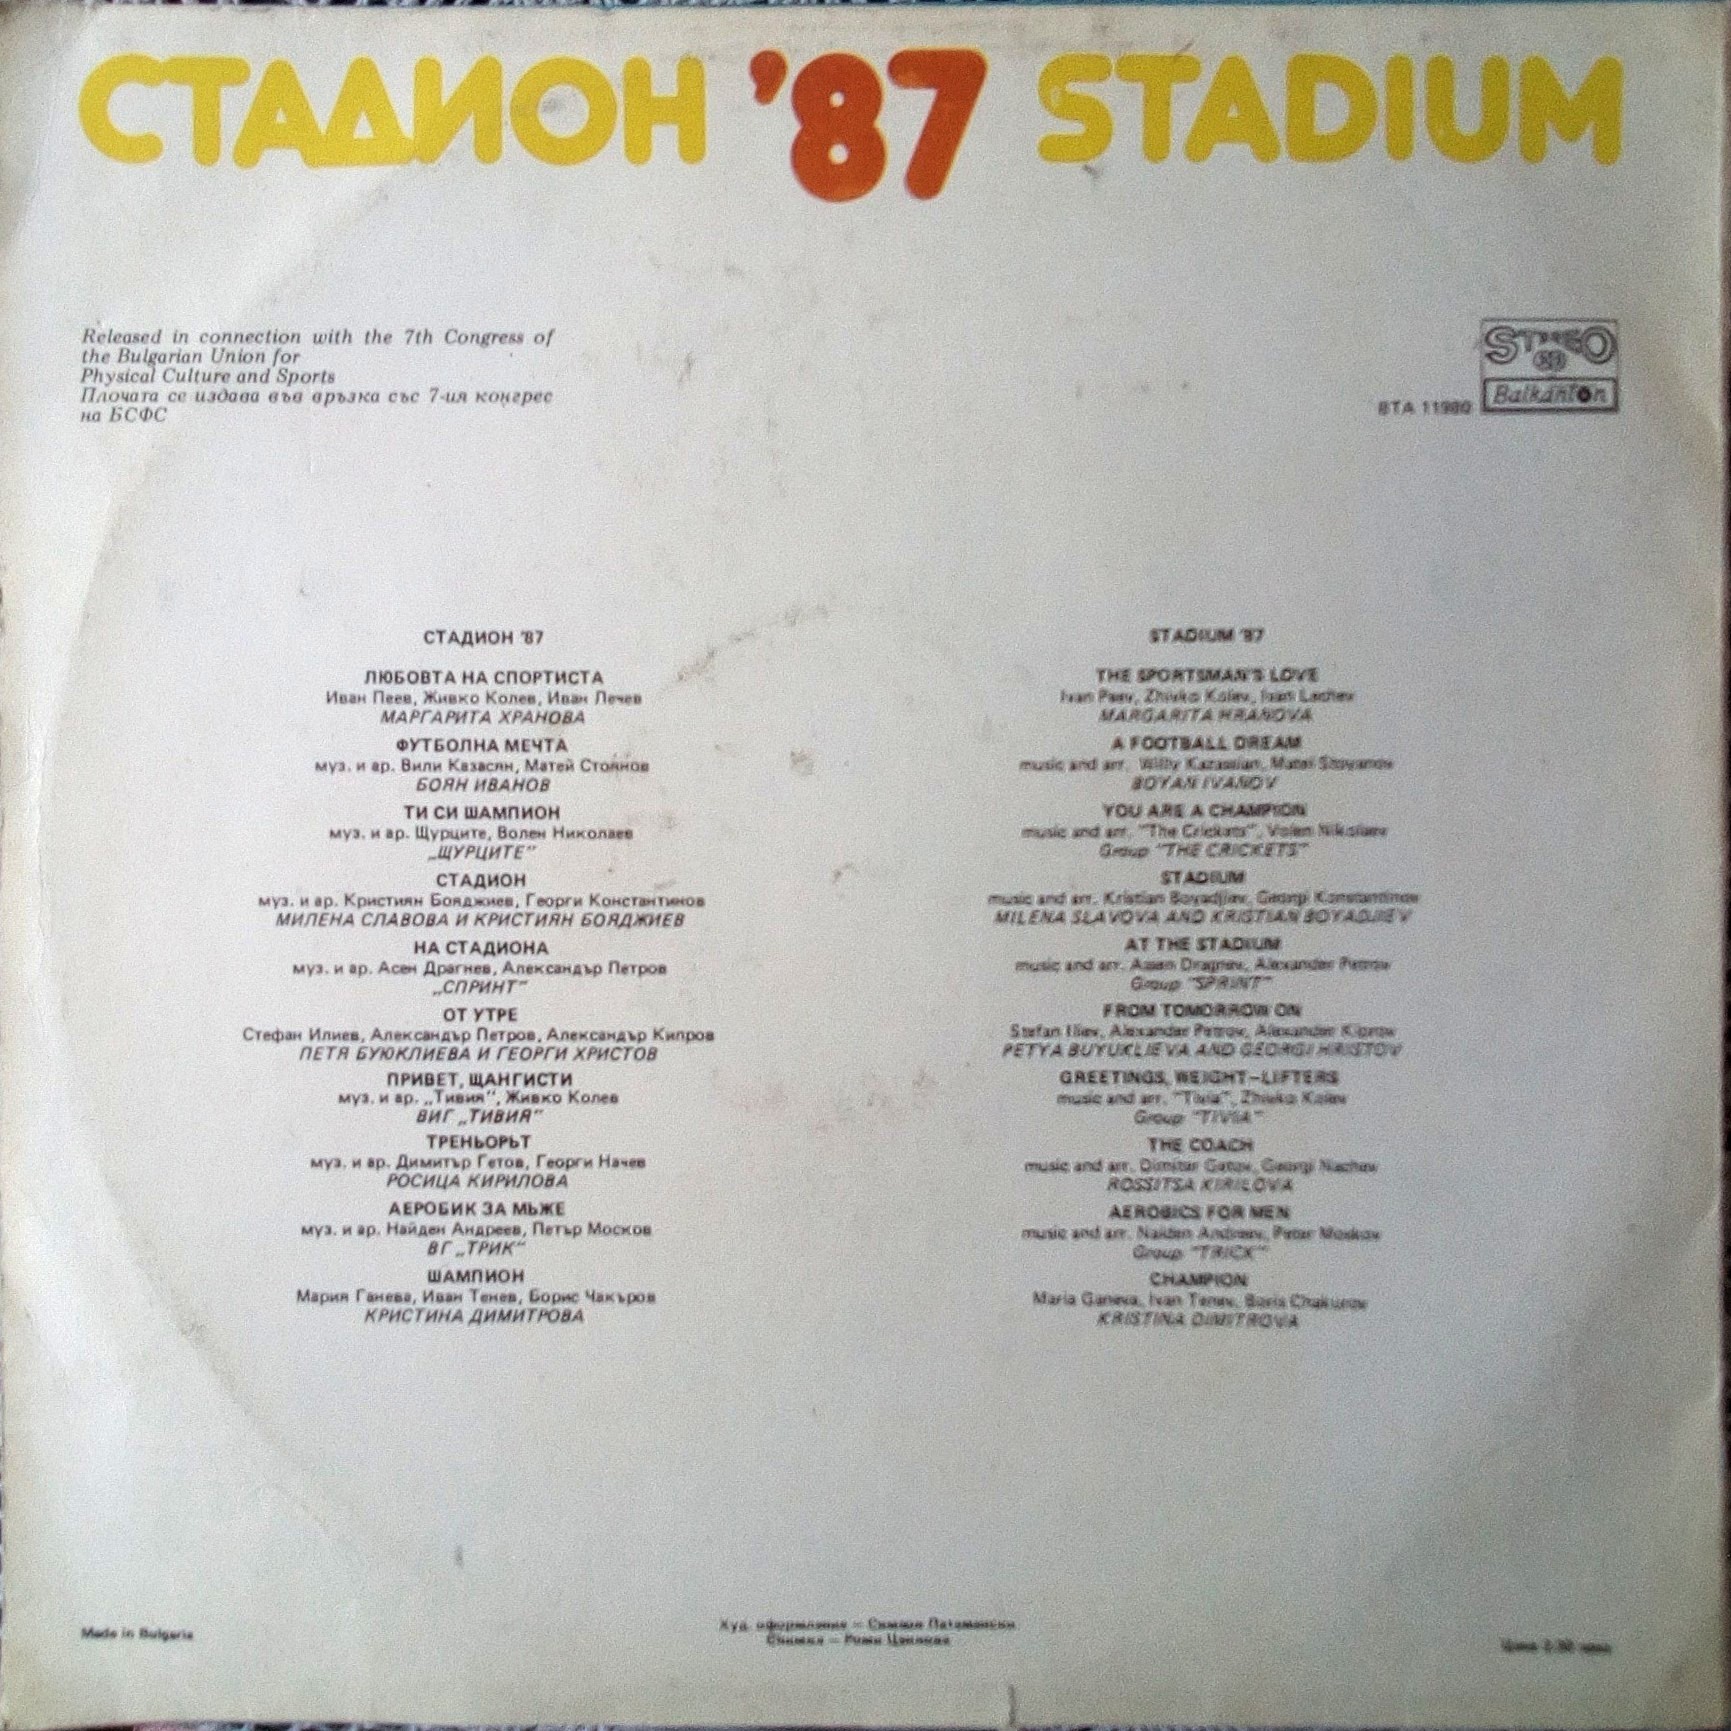 СТАДИОН '87 STADIUM
Released in connection with the 7th Congress of
the Bulgarian Union for
Physical Culture and Sports
Плочата се издава във връзка със 7-ия конгрес
на БСФС
STEREO
Balkanton
ВТА 11980
СТАДИОН '87
ЛЮБОВТА НА СПОРТИСТА
Иван Пеев, Живко Колев, Иван Лечев
МАРГАРИТА ХРАНОВА
ФУТБОЛНА МЕЧТА
муз. и ар. Вили Казасян, Матей Стоянов
БОЯН ИВАНОВ
ТИ СИ ШАМПИОН
муз. и ар. Щурците, Волен Николаев
„ЩУРЦИТЕ“
СТАДИОН
муз. и ар. Кристиян Бояджиев, Георги Константинов
МИЛЕНА СЛАВОВА И КРИСТИЯН БОЯДЖИЕВ
НА СТАДИОНА
муз. и ар. Асен Драгнев, Александър Петров
„СПРИНТ“
ОТ УТРЕ
Стефан Илиев, Александър Петров, Александър Кипров
ПЕТЯ БУЮКЛИЕВА И ГЕОРГИ ХРИСТОВ
ПРИВЕТ, ЩАНГИСТИ
муз. и ар. „Тивия“, Живко Колев
ВИГ „ТИВИЯ“
ТРЕНЬОРЪТ
муз. и ар. Димитър Гетов, Георги Начев
РОСИЦА КИРИЛОВА
АЕРОБИК ЗА МЪЖЕ
муз. и ар. Найден Андреев, Петър Москов
ВГ „ТРИК“
ШАМПИОН
Мария Ганева, Иван Тенев, Борис Чакъров
КРИСТИНА ДИМИТРОВА
STADIUM '87
THE SPORTSMAN'S LOVE
Ivan Peev, Zhivko Kolev, Ivan Lechev
MARGARITA HRANOVA
A FOOTBALL DREAM
music and arr. Willy Kazassian, Matei Stoyanov
BOYAN IVANOV
YOU ARE A CHAMPION
music and arr. "The Crickets", Volen Nikolaev
Group "THE CRICKETS"
STADIUM
music and arr. Kristian Boyadjiev, Georgi Konstantinov
MILENA SLAVOVA AND KRISTIAN BOYADJIEV
AT THE STADIUM
music and arr. Assen Dragnev, Alexander Petrov
Group "SPRINT"
FROM TOMORROW ON
Stefan Iliev, Alexander Petrov, Alexander Kiprov
PETYA BUYUKLIEVA AND GEORGI HRISTOV
GREETINGS, WEIGHT-LIFTERS
music and arr. "Tivia", Zhivko Kolev
Group "TIVIA"
THE COACH
music and arr. Dimiter Getov, Georgi Nachev
ROSSITSA KIRILOVA
AEROBICS FOR MEN
music and arr. Naiden Andreev, Peter Moskov
Group "TRICK"
CHAMPION
Maria Ganeva, Ivan Tenev, Boris Chakurov
KRISTINA DIMITROVA
Made in Bulgaria
Худ. оформление —
Снимка —
Цена